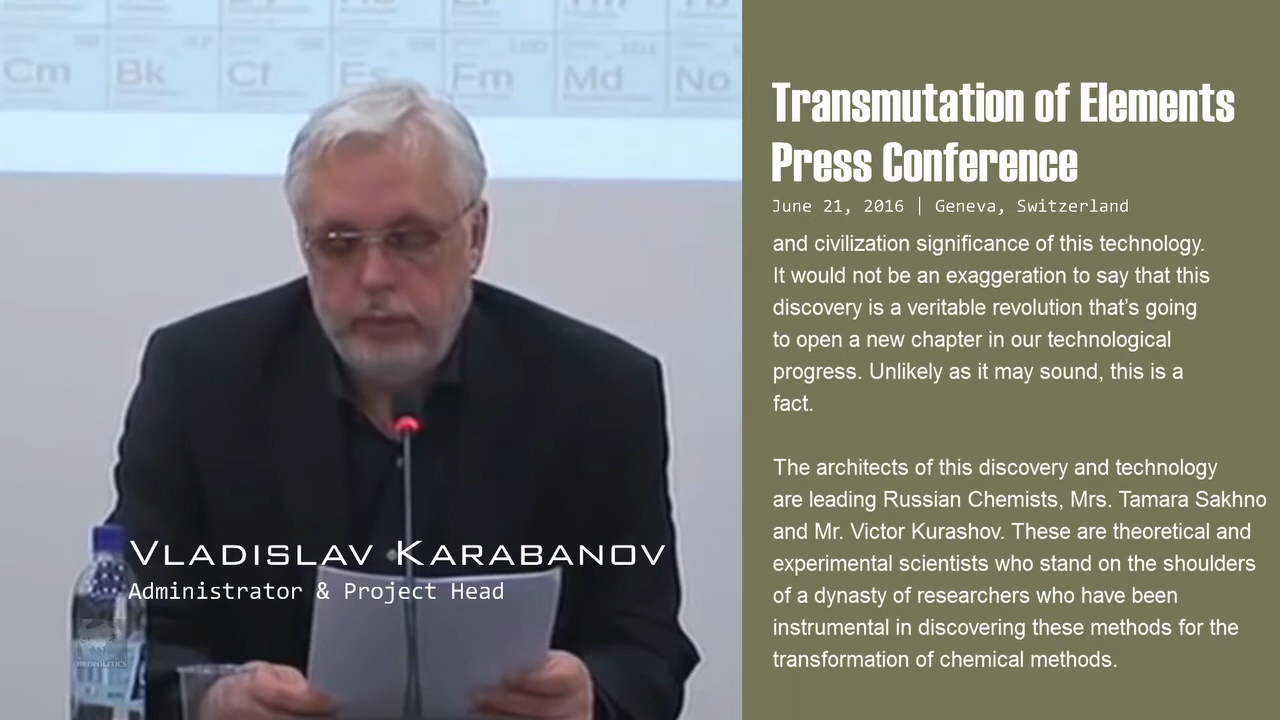 Cm Bk Cf Es Fm Md No
Transmutation of Elements
Press Conference
June 21, 2016 | Geneva, Switzerland
and civilization significance of this technology.
It would not be an exaggeration to say that this
discovery is a veritable revolution that's going
to open a new chapter in our technological
progress. Unlikely as it may sound, this is a
fact.
The architects of this discovery and technology
are leading Russian Chemists, Mrs. Tamara Sakhno
and Mr. Victor Kurashov. These are theoretical and
experimental scientists who stand on the shoulders
of a dynasty of researchers who have been
instrumental in discovering these methods for the
transformation of chemical methods.
Vladislav Karabanov
Administrator & Project Head
GEOPOLITICS